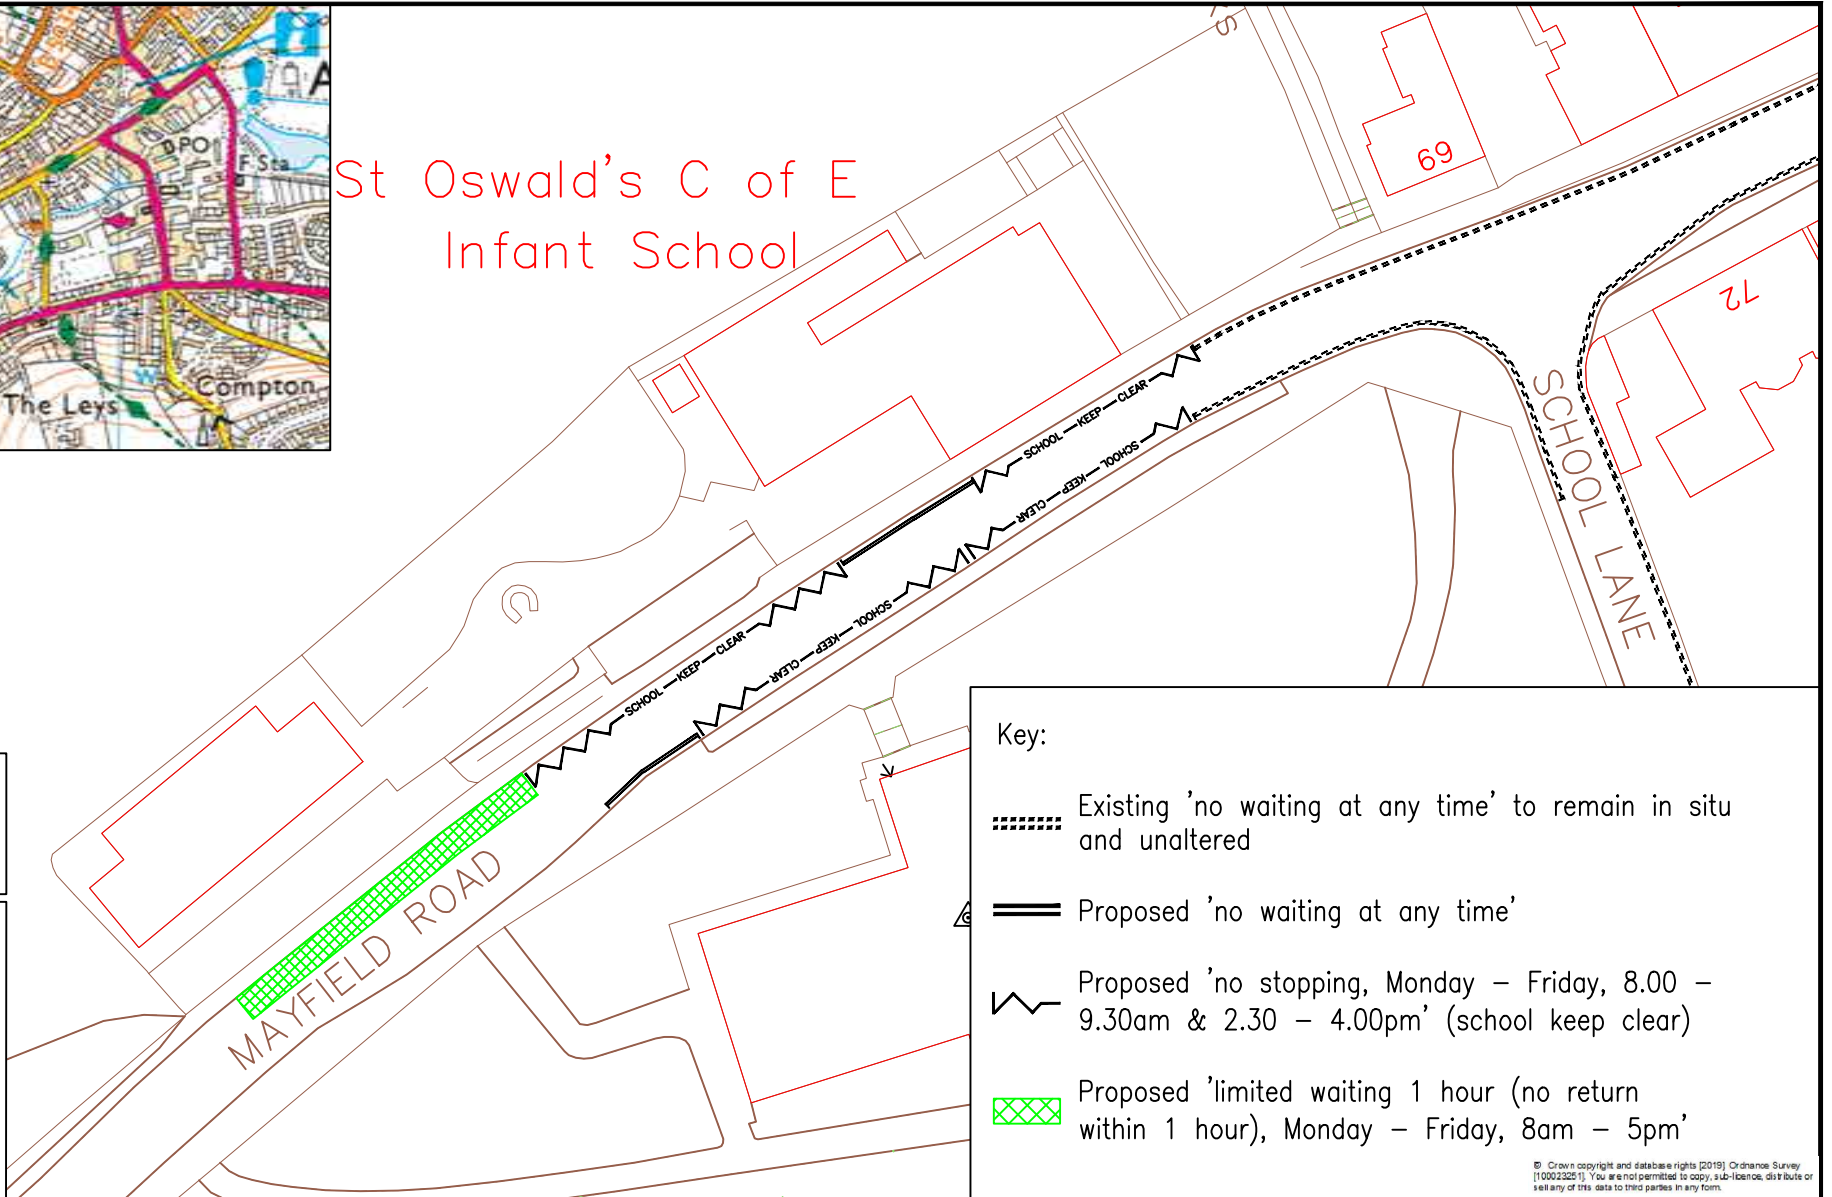 RS
A
DPO
F Sta
Compton
The Leys
St Oswald's C of E
Infant School
69
72
SCHOOL KEEP CLEAR
SCHOOL KEEP CLEAR
SCHOOL KEEP CLEAR
SCHOOL KEEP CLEAR
SCHOOL LANE
MAYFIELD ROAD
Key:
Existing 'no waiting at any time' to remain in situ
and unaltered
Proposed 'no waiting at any time'
Proposed 'no stopping, Monday – Friday, 8.00 –
9.30am & 2.30 – 4.00pm' (school keep clear)
Proposed 'limited waiting 1 hour (no return
within 1 hour), Monday – Friday, 8am – 5pm'
© Crown copyright and database rights [2019] Ordnance Survey
[100023251]. You are not permitted to copy, sub-licence, distribute or
sell any of this data to third parties in any form.